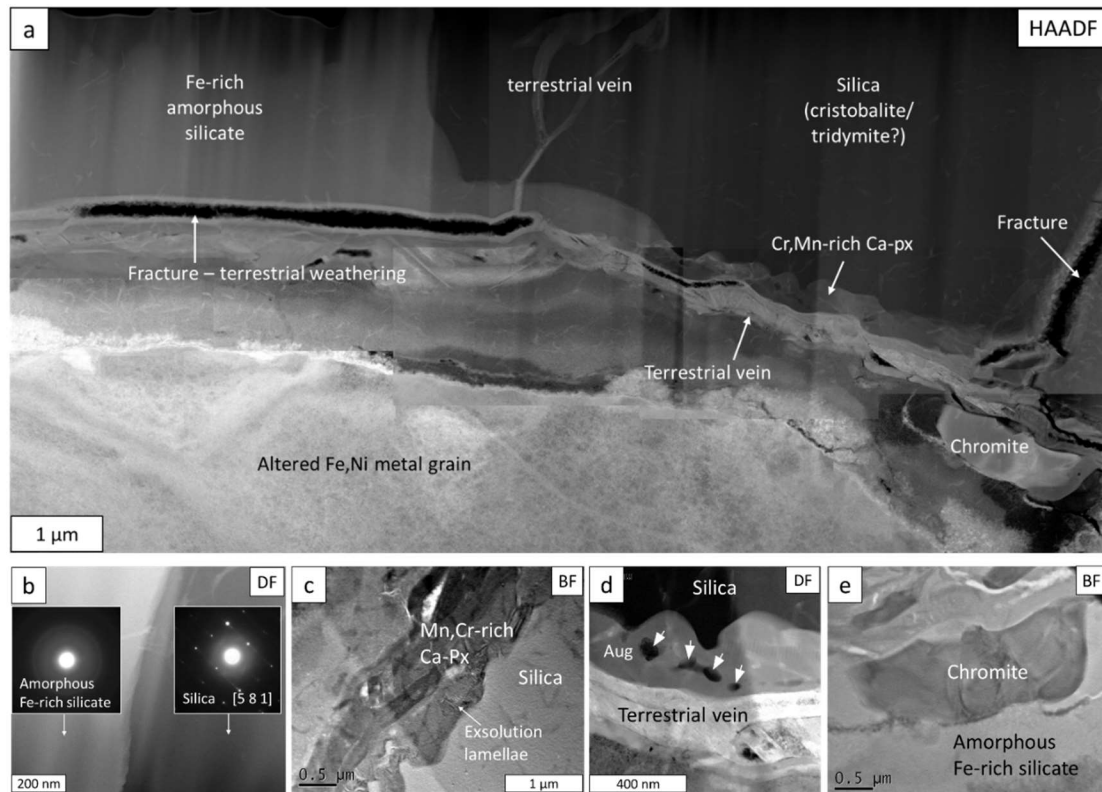 a
HAADF
Fe-rich
amorphous
silicate
terrestrial vein
Silica
(cristobalite/
tridymite?)
Fracture
Cr,Mn-rich Ca-px
Fracture – terrestrial weathering
Terrestrial vein
Chromite
Altered Fe,Ni metal grain
1 µm
b
DF
Amorphous
Fe-rich silicate
Silica [5 8 1]
200 nm
c
BF
Mn,Cr-rich
Ca-Px
Silica
Exsolution
lamellae
0.5 µm
1 µm
d
DF
Silica
Aug
Terrestrial vein
400 nm
e
BF
Chromite
Amorphous
Fe-rich silicate
0.5 µm